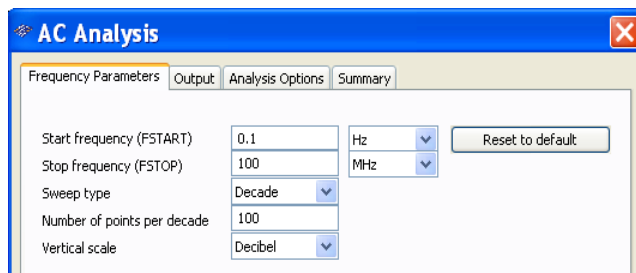 AC Analysis
Frequency Parameters Output Analysis Options Summary
Start frequency (FSTART) 0.1 Hz Reset to default
Stop frequency (FSTOP) 100 MHz
Sweep type Decade
Number of points per decade 100
Vertical scale Decibel